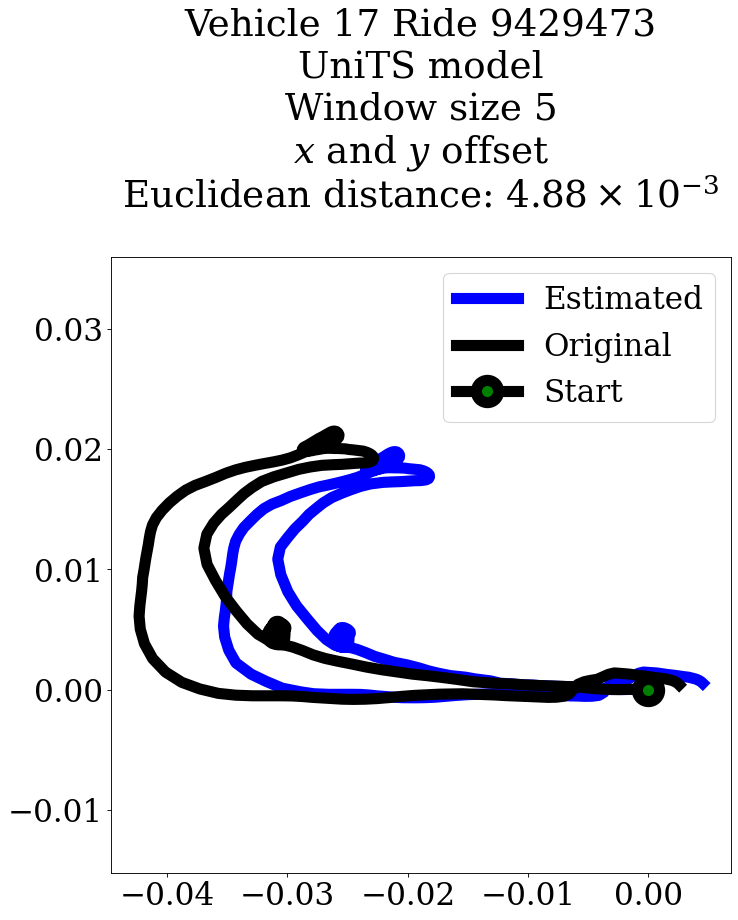 Vehicle 17 Ride 9429473
UniTS model
Window size 5
x and y offset
Euclidean distance: 4.88 × 10⁻³
Estimated
Original
Start
0.03
0.02
0.01
0.00
−0.01
−0.04 −0.03 −0.02 −0.01 0.00